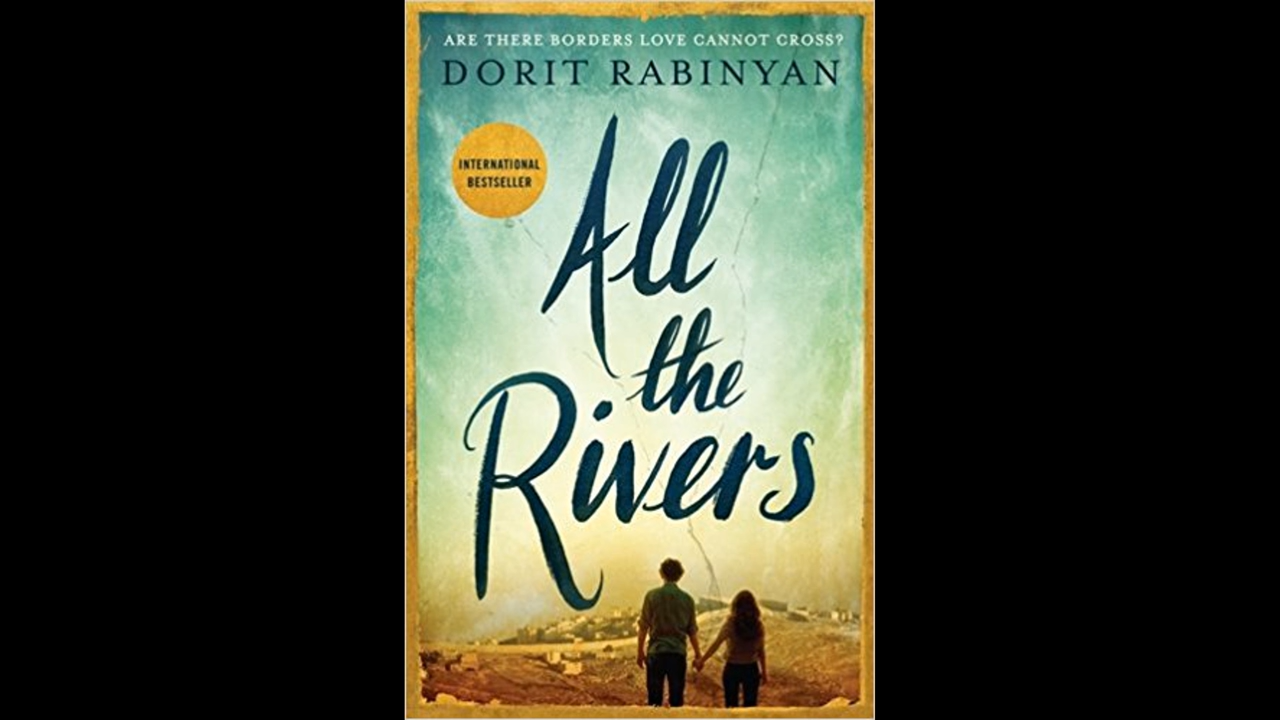 ARE THERE BORDERS LOVE CANNOT CROSS?
DORIT RABINYAN
INTERNATIONAL
BESTSELLER
All
the
Rivers